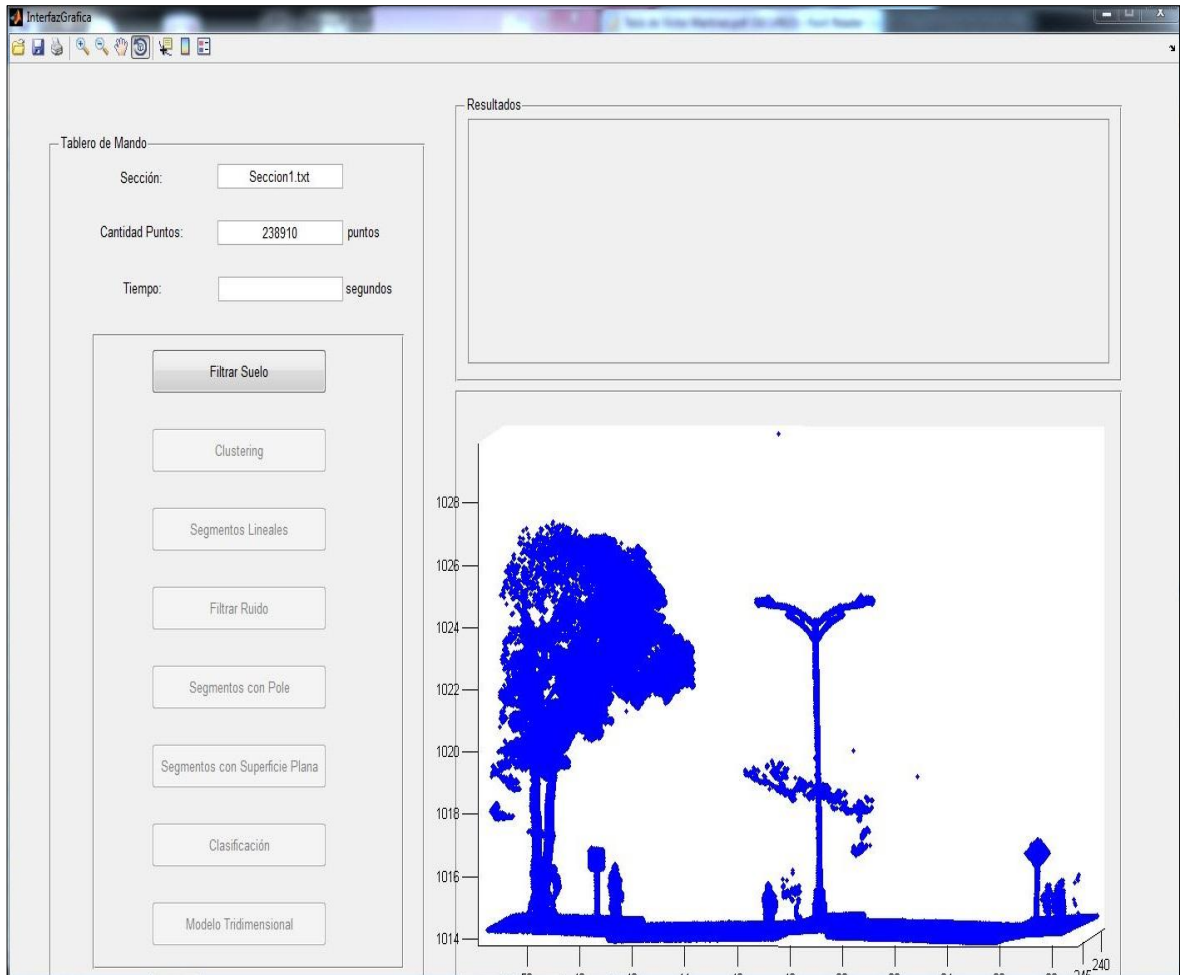 InterfazGrafica
Resultados
Tablero de Mando
Sección: Seccion1.txt
Cantidad Puntos: 238910 puntos
Tiempo: segundos
Filtrar Suelo
Clustering
Segmentos Lineales
Filtrar Ruido
Segmentos con Pole
Segmentos con Superficie Plana
Clasificación
Modelo Tridimensional
1028
1026
1024
1022
1020
1018
1016
1014
240